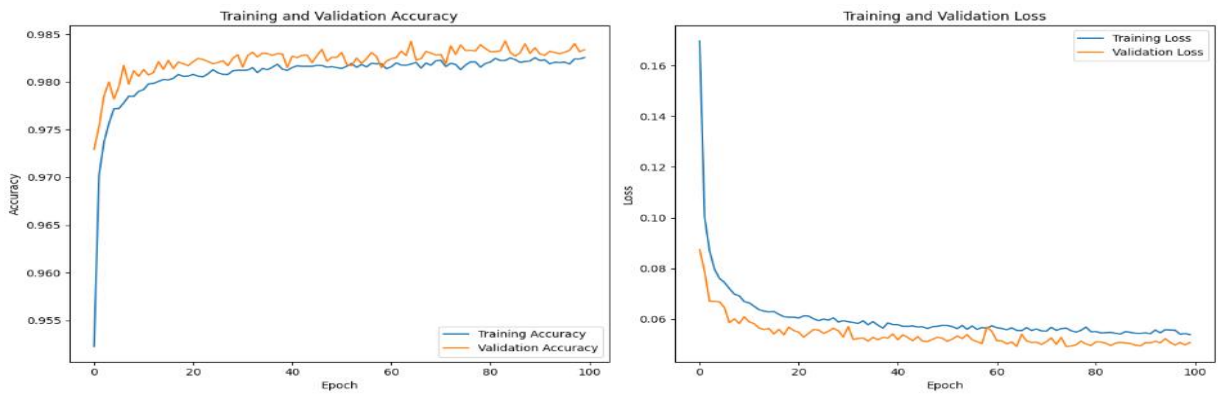 Training and Validation Accuracy
0.985
0.980
0.975
0.970
0.965
0.960
0.955
Accuracy
Training Accuracy
Validation Accuracy
0 20 40 60 80 100
Epoch
Training and Validation Loss
Training Loss
Validation Loss
0.16
0.14
0.12
0.10
0.08
0.06
Loss
0 20 40 60 80 100
Epoch